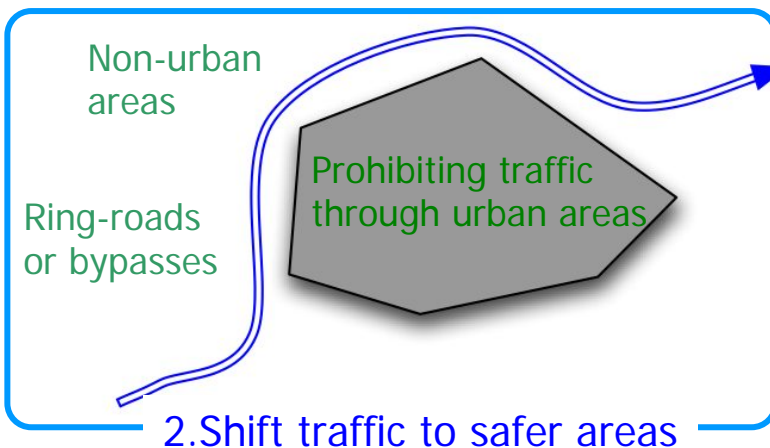 Non-urban
areas
Prohibiting traffic
through urban areas
Ring-roads
or bypasses
2.Shift traffic to safer areas